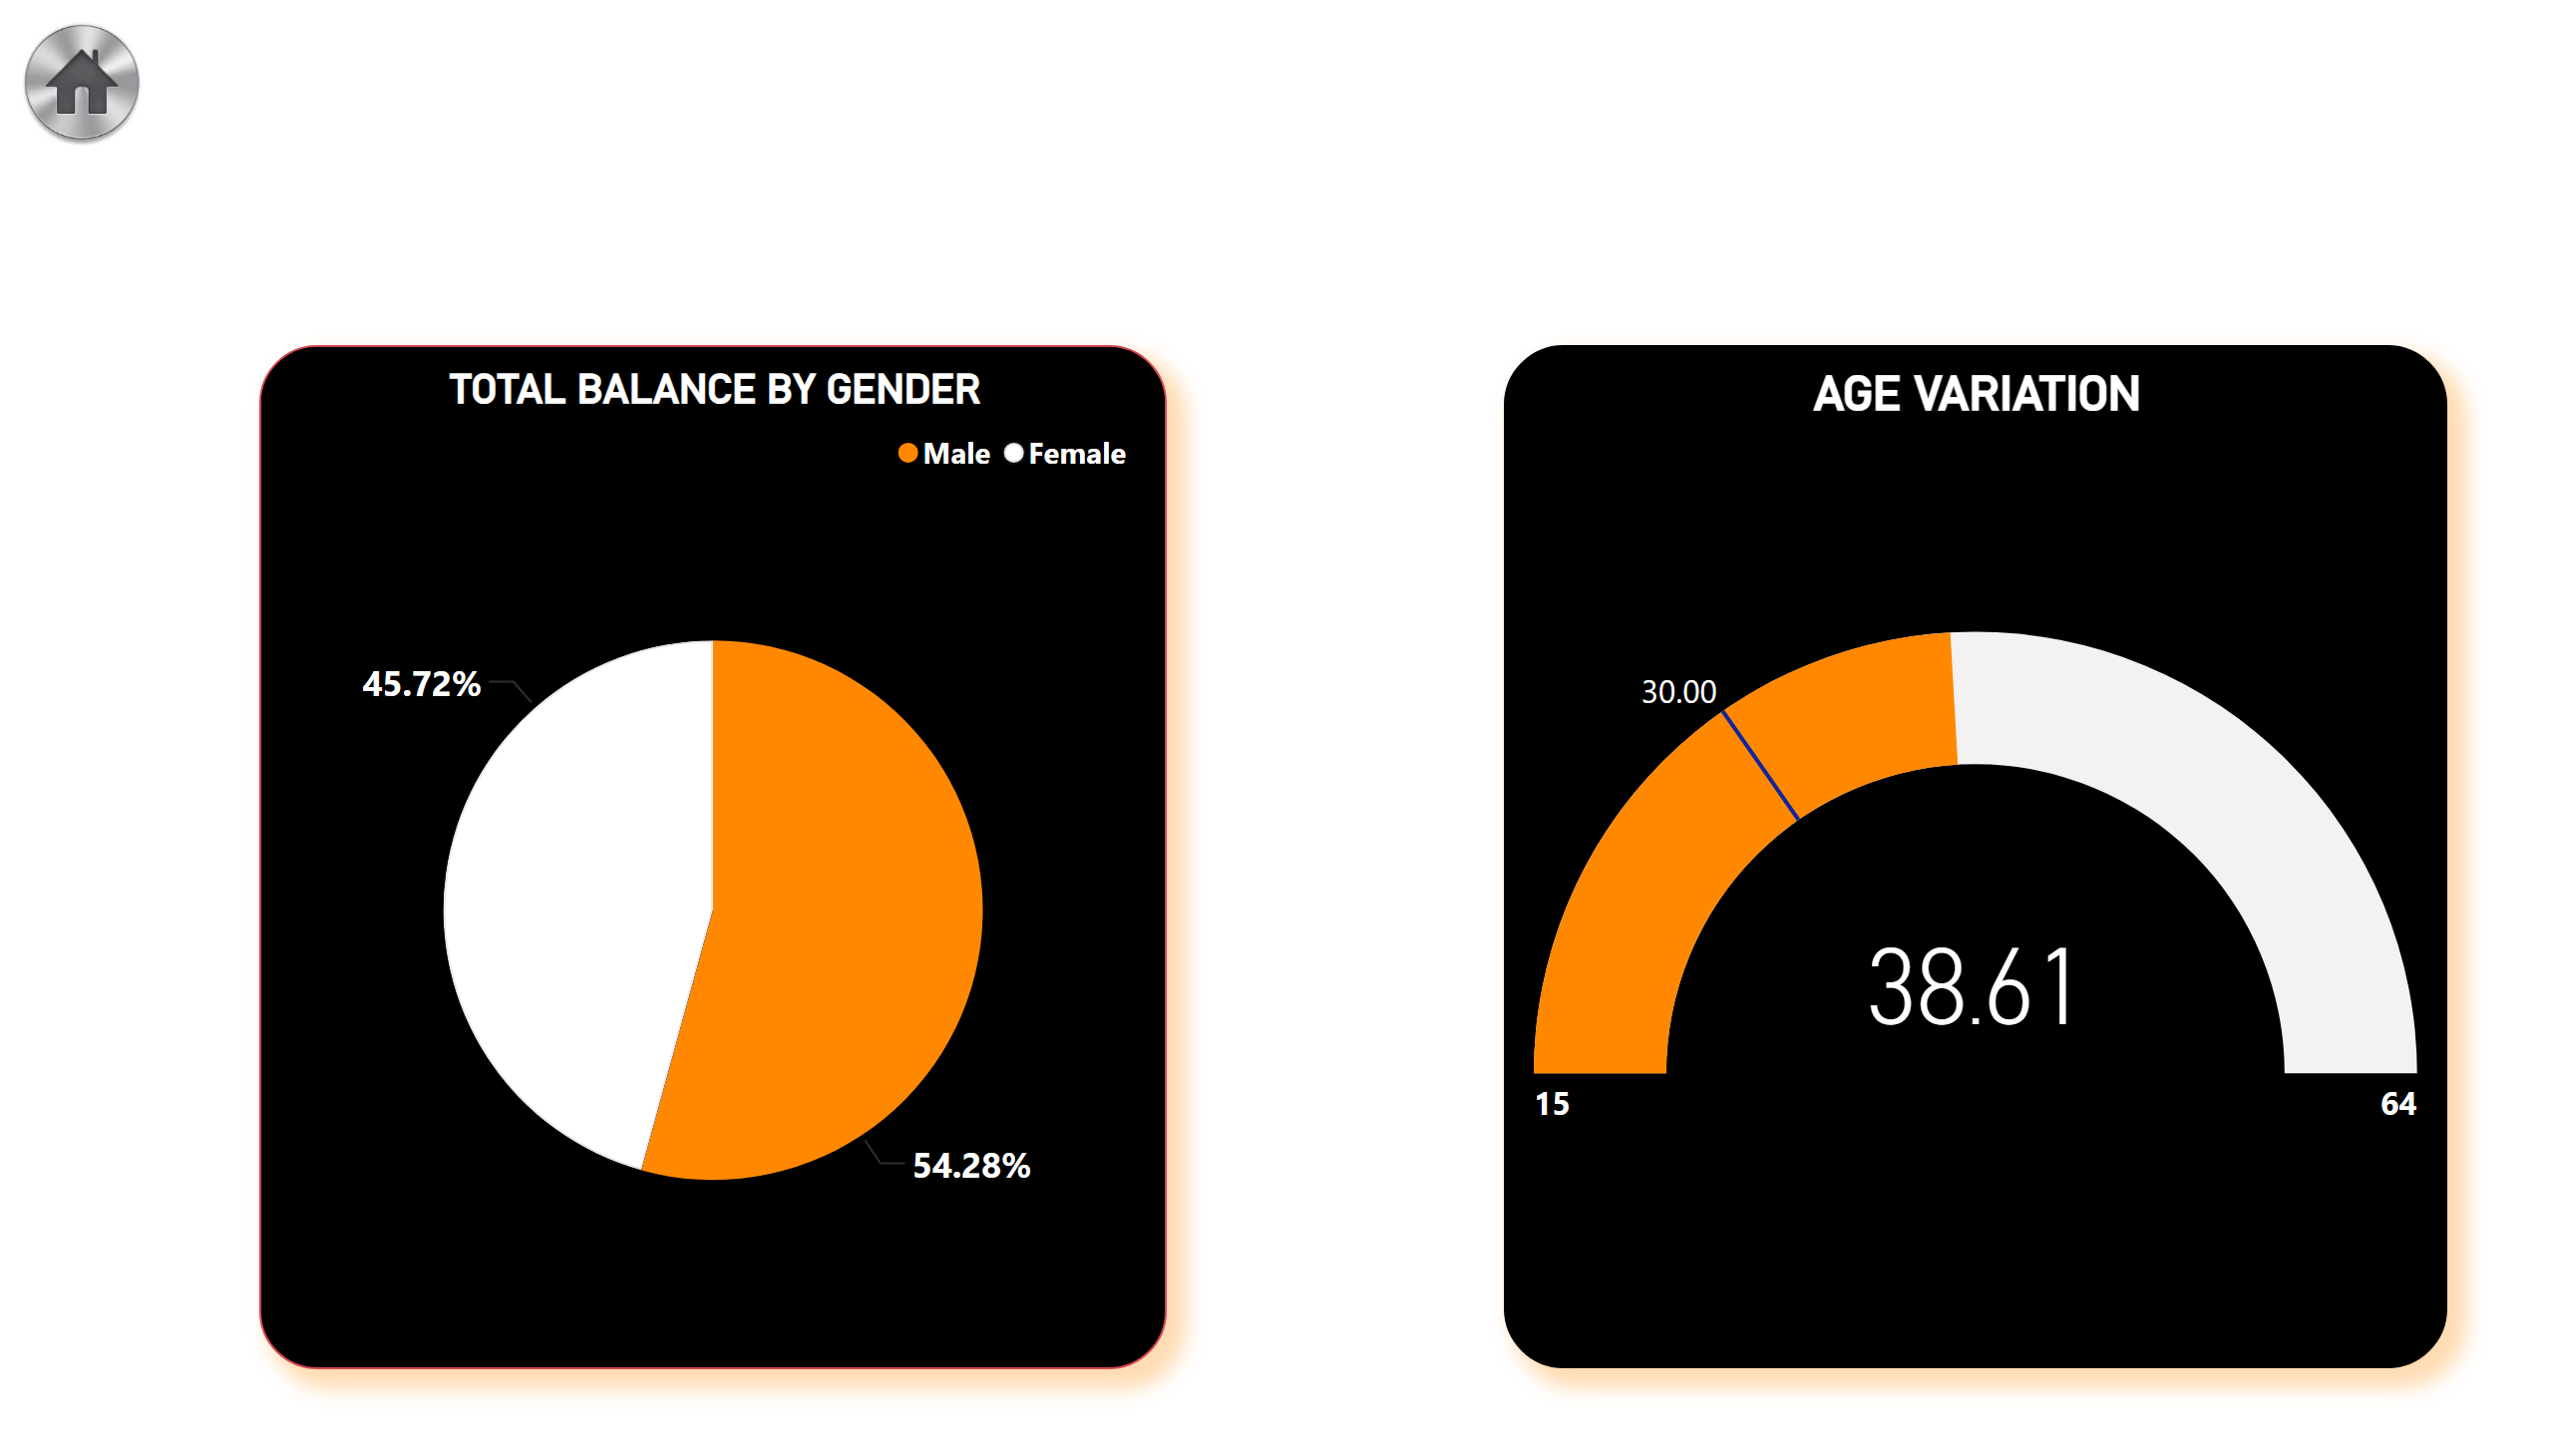 TOTAL BALANCE BY GENDER
Male Female
45.72%
54.28%
AGE VARIATION
30.00
38.61
15
64